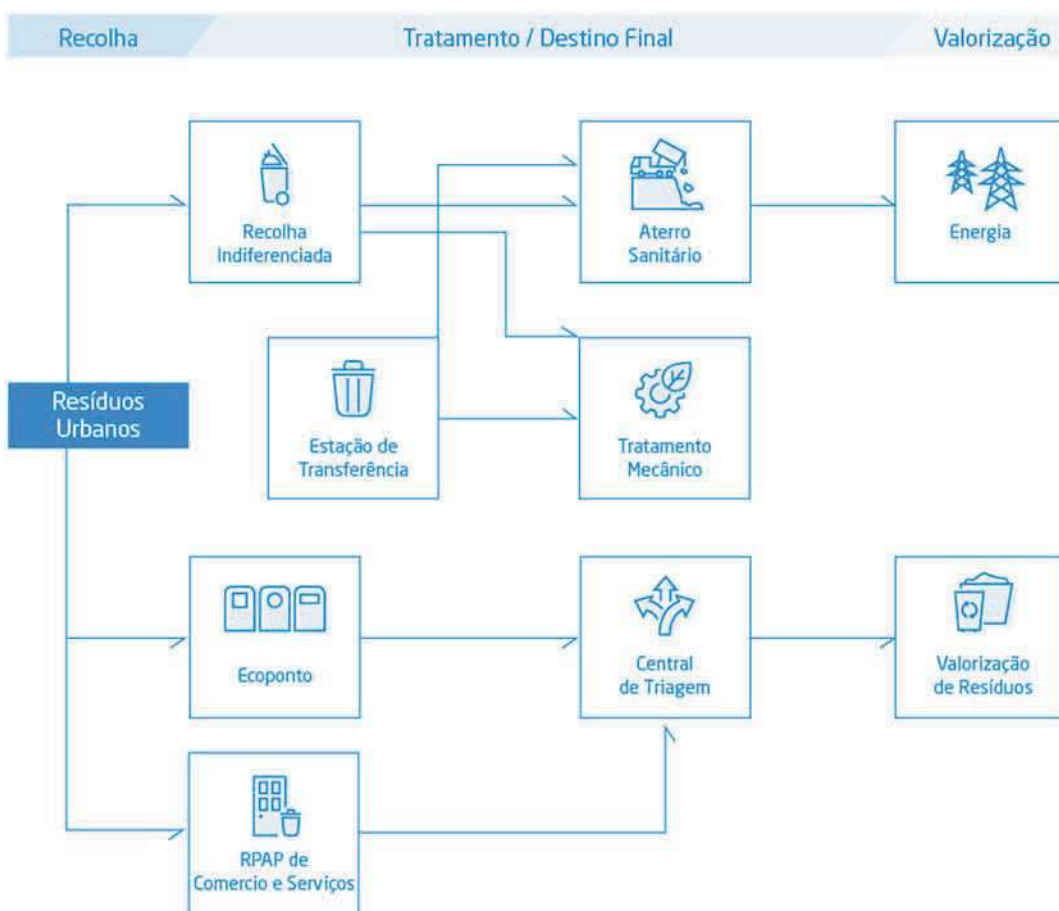 Recolha
Tratamento / Destino Final
Valorização
Recolha
Indiferenciada
Aterro
Sanitário
Energia
Resíduos
Urbanos
Estação de
Transferência
Tratamento
Mecânico
Ecoponto
Central
de Triagem
Valorização
de Resíduos
RPAP de
Comercio e Serviços